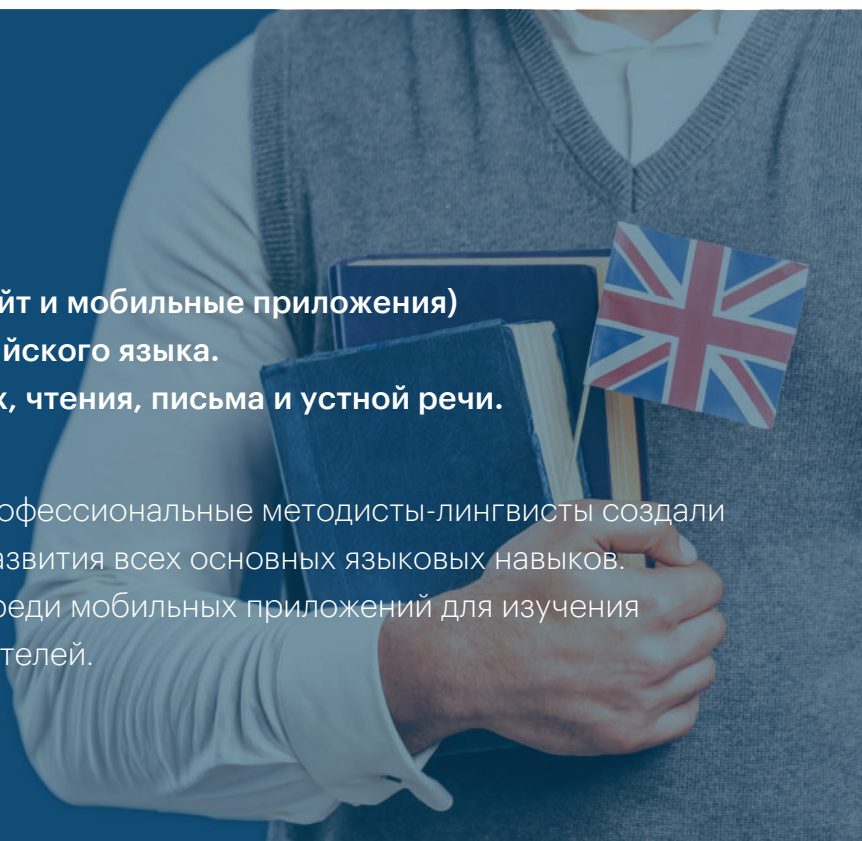 йт и мобильные приложения)
йского языка.
х, чтения, письма и устной речи.
офессиональные методисты-лингвисты создали
азвития всех основных языковых навыков.
реди мобильных приложений для изучения
телей.